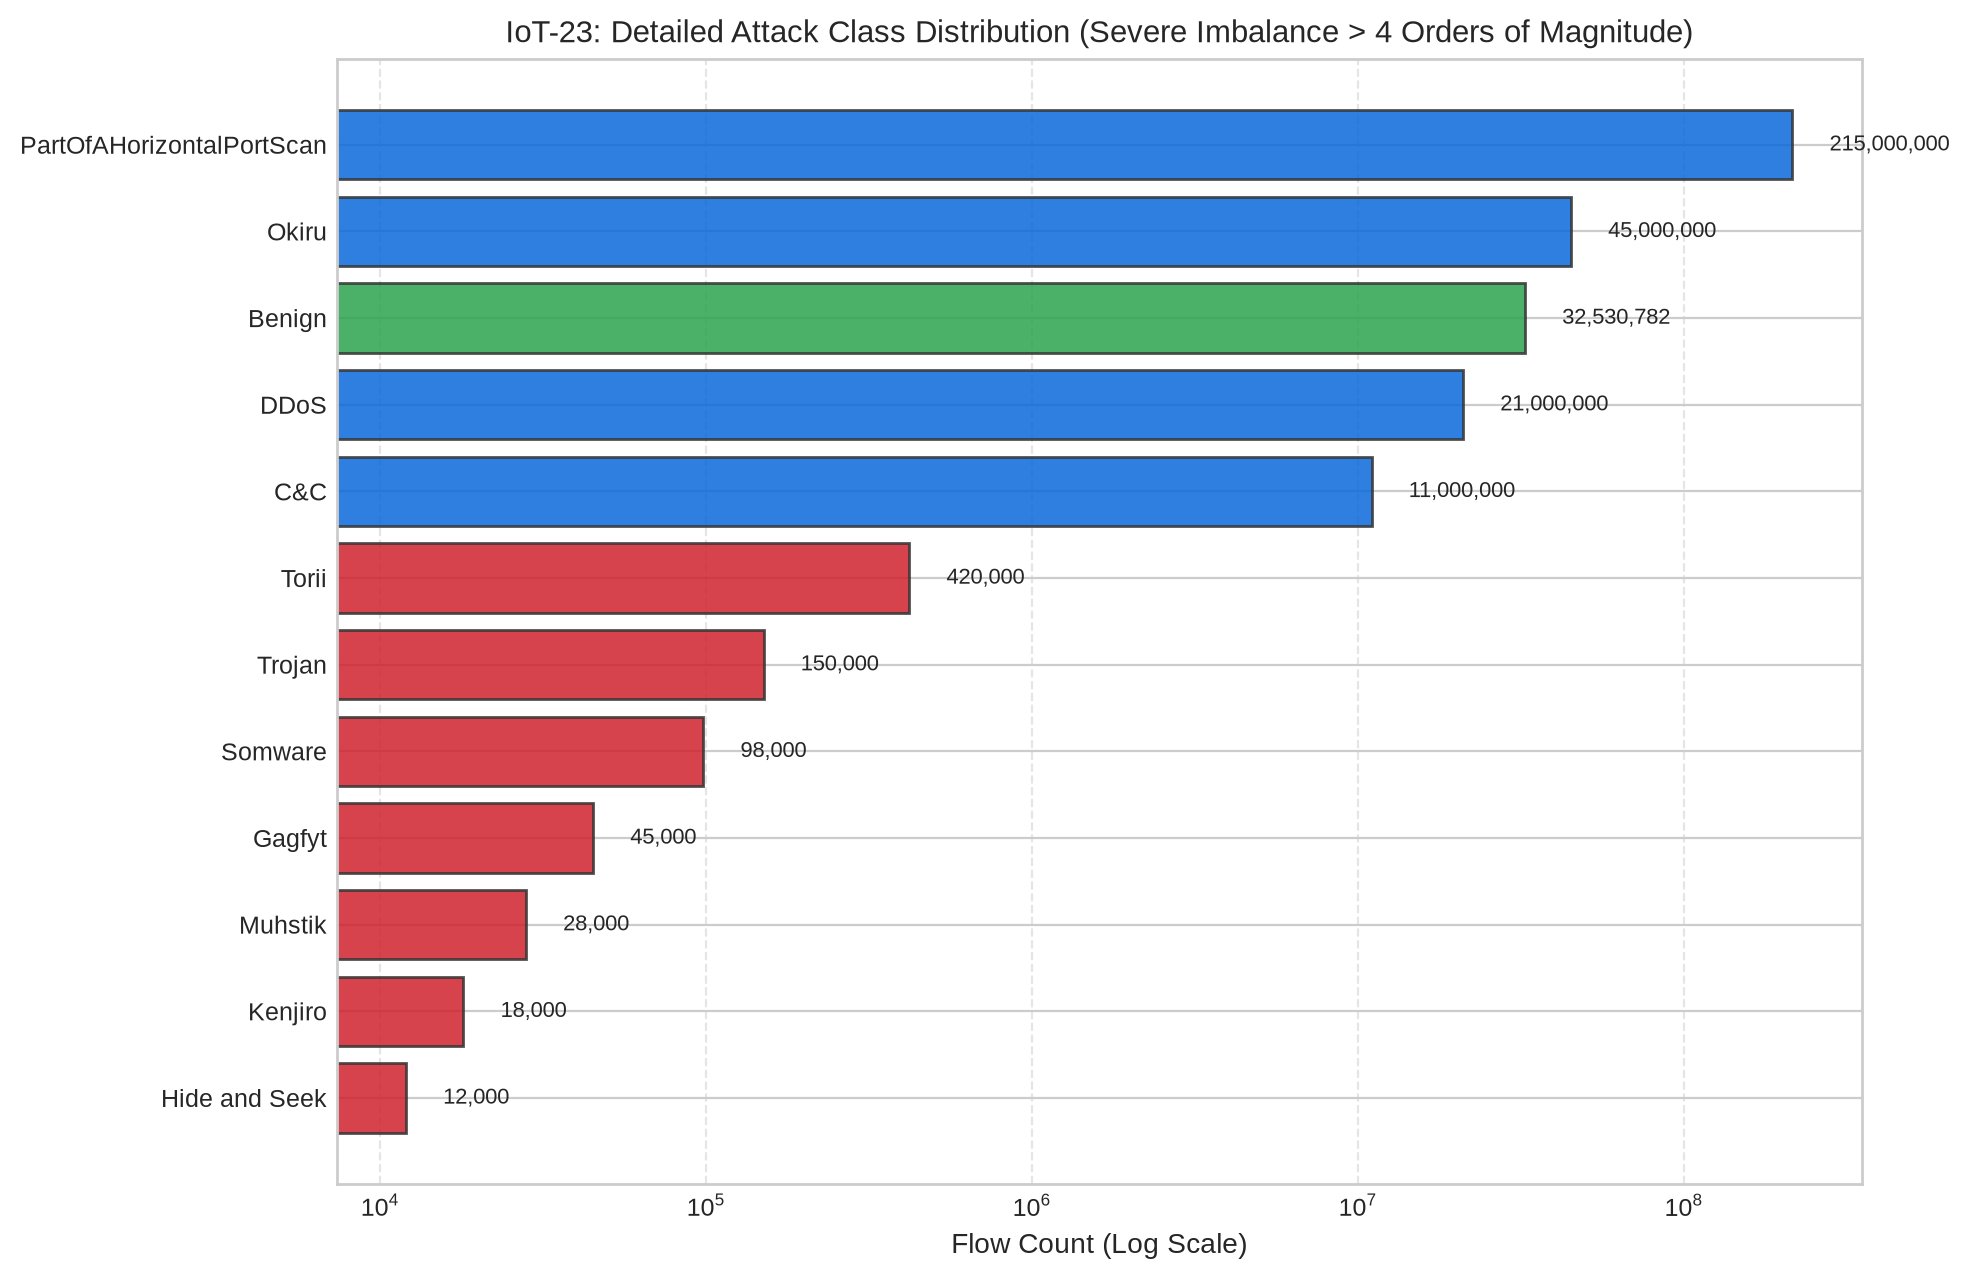 IoT-23: Detailed Attack Class Distribution (Severe Imbalance > 4 Orders of Magnitude)
PartOfAHorizontalPortScan 215,000,000
Okiru 45,000,000
Benign 32,530,782
DDoS 21,000,000
C&C 11,000,000
Torii 420,000
Trojan 150,000
Somware 98,000
Gagfyt 45,000
Muhstik 28,000
Kenjiro 18,000
Hide and Seek 12,000
10⁴ 10⁵ 10⁶ 10⁷ 10⁸
Flow Count (Log Scale)